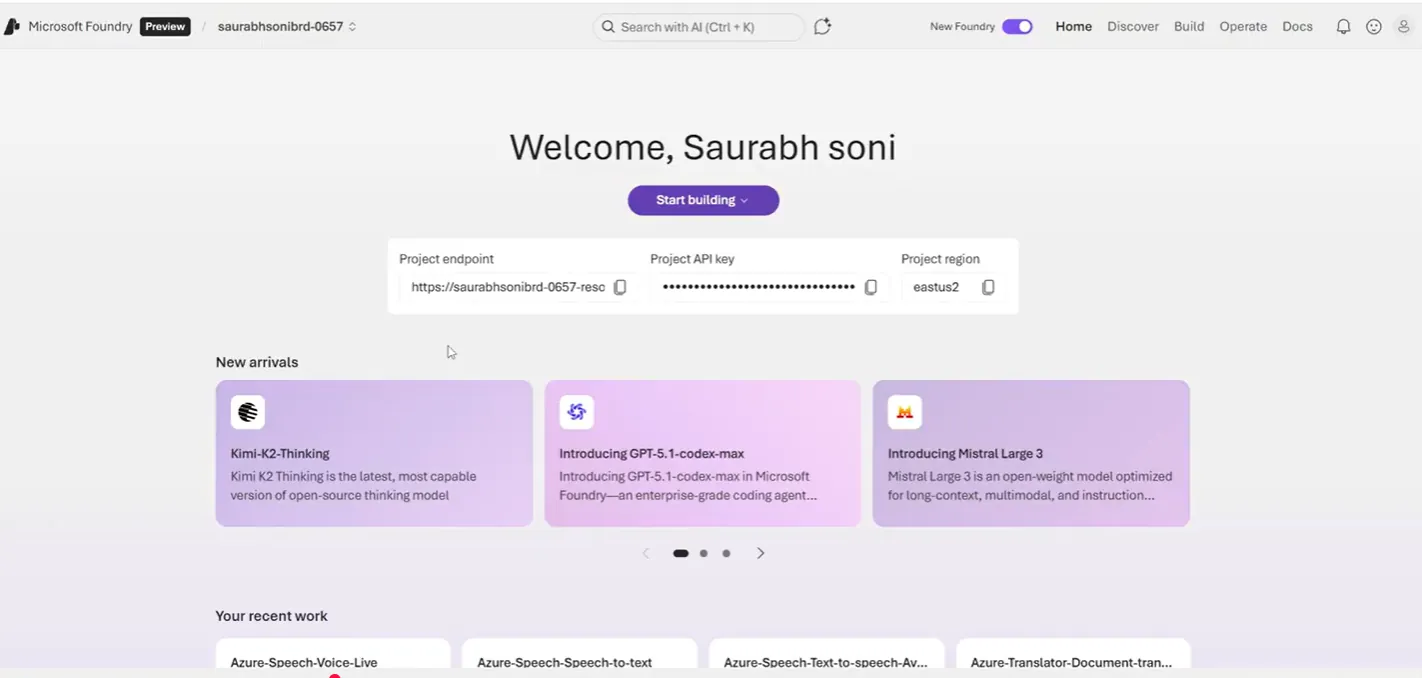 Microsoft Foundry Preview / saurabhsonibrd-0657
Search with AI (Ctrl + K)
New Foundry
Home Discover Build Operate Docs
Welcome, Saurabh soni
Start building
Project endpoint
https://saurabhsonibrd-0657-reso
Project API key
••••••••••••••••••••••••••••••••
Project region
eastus2
New arrivals
Kimi-K2-Thinking
Kimi K2 Thinking is the latest, most capable
version of open-source thinking model
Introducing GPT-5.1-codex-max
Introducing GPT-5.1-codex-max in Microsoft
Foundry—an enterprise-grade coding agent...
Introducing Mistral Large 3
Mistral Large 3 is an open-weight model optimized
for long-context, multimodal, and instruction...
Your recent work
Azure-Speech-Voice-Live
Azure-Speech-Speech-to-text
Azure-Speech-Text-to-speech-Av...
Azure-Translator-Document-tran...